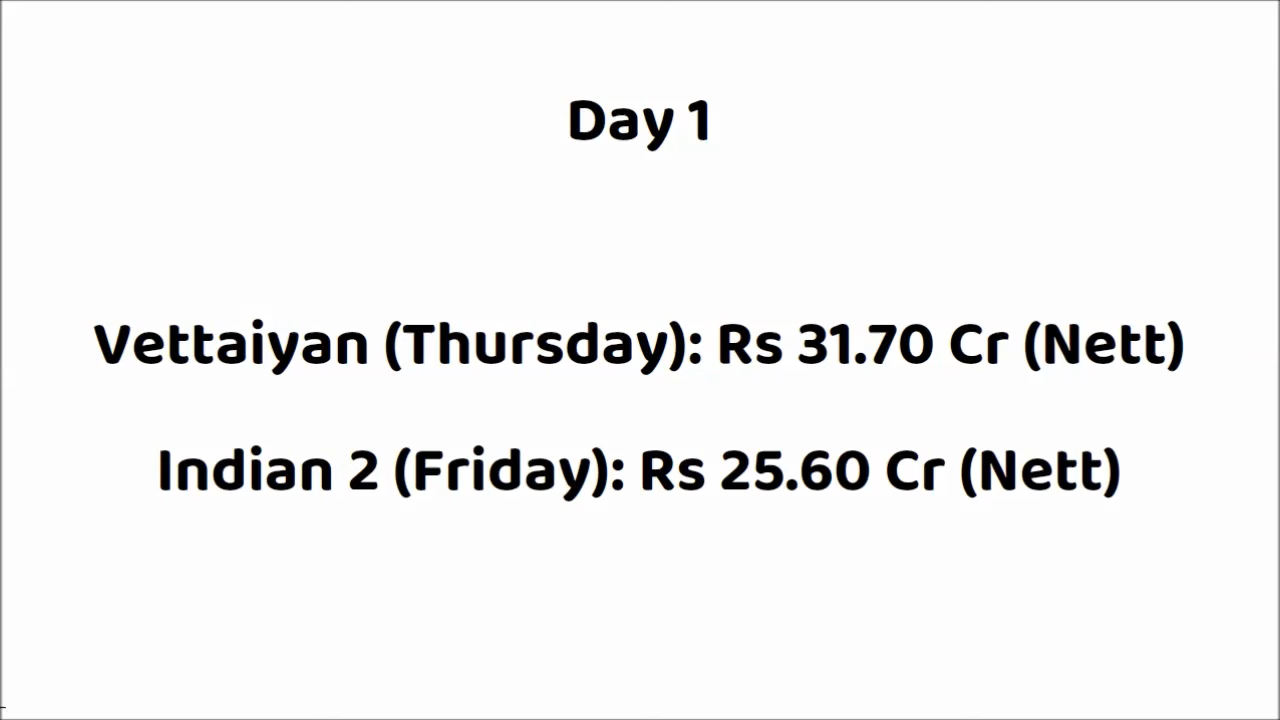 Day 1
Vettaiyan (Thursday): Rs 31.70 Cr (Nett)
Indian 2 (Friday): Rs 25.60 Cr (Nett)